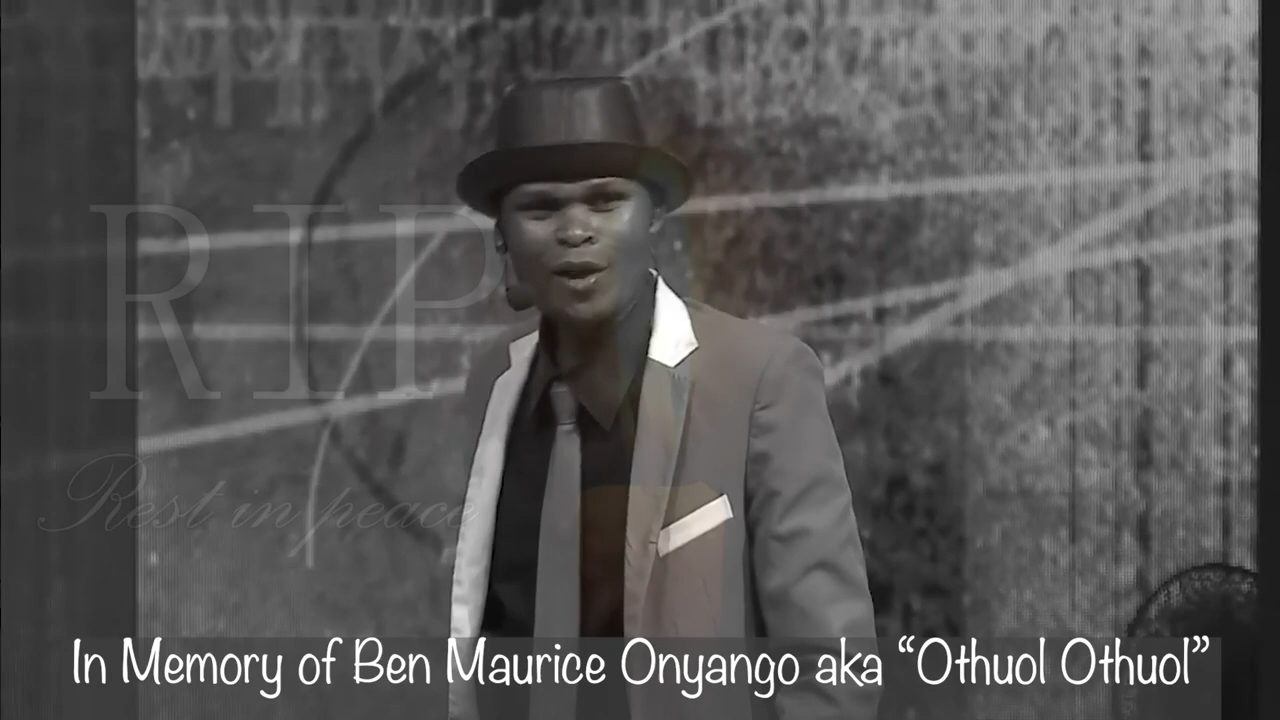 RIP
Rest in peace
In Memory of Ben Maurice Onyango aka “Othuol Othuol”